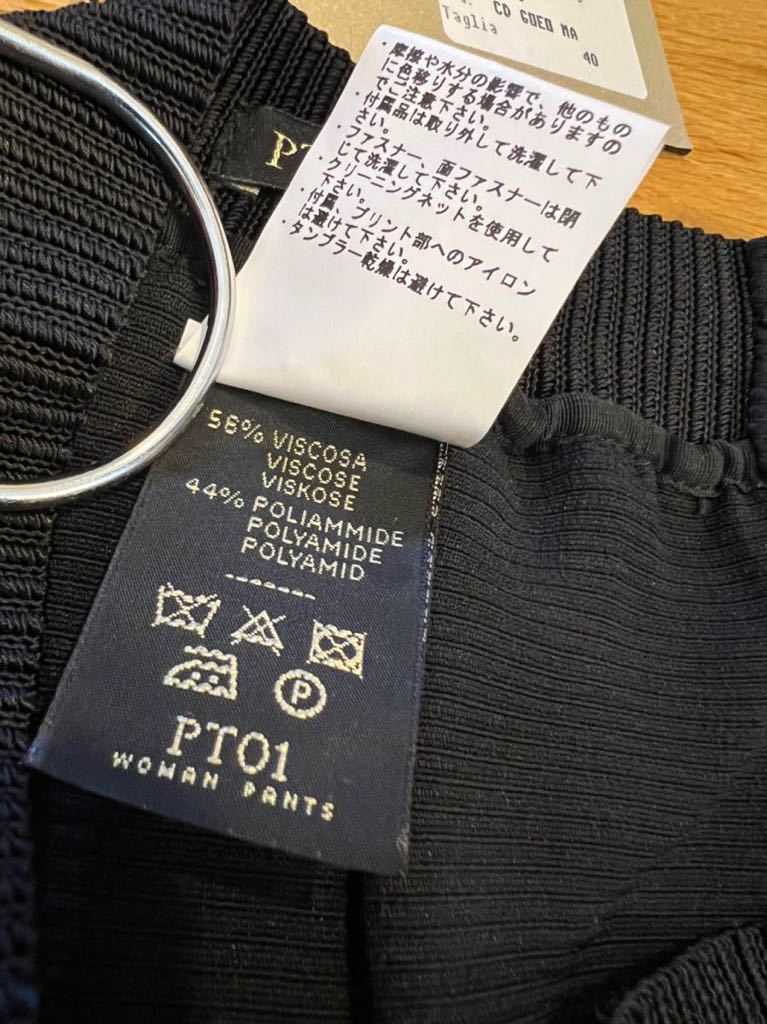 CD GOED MA
Taglia
40
PT
・摩擦や水分の影響で、他のもの
に色移りする場合がありますの
でご注意下さい。
・付属品は取り外して洗濯して下
さい。
・ファスナー、面ファスナーは閉
じて洗濯して下さい。
・クリーニングネットを使用して
下さい。
・付属、プリント部へのアイロン
は避けて下さい。
・タンブラー乾燥は避けて下さい。
56% VISCOSA
VISCOSE
VISKOSE
44% POLIAMMIDE
POLYAMIDE
POLYAMID
P
PT01
WOMAN PANTS